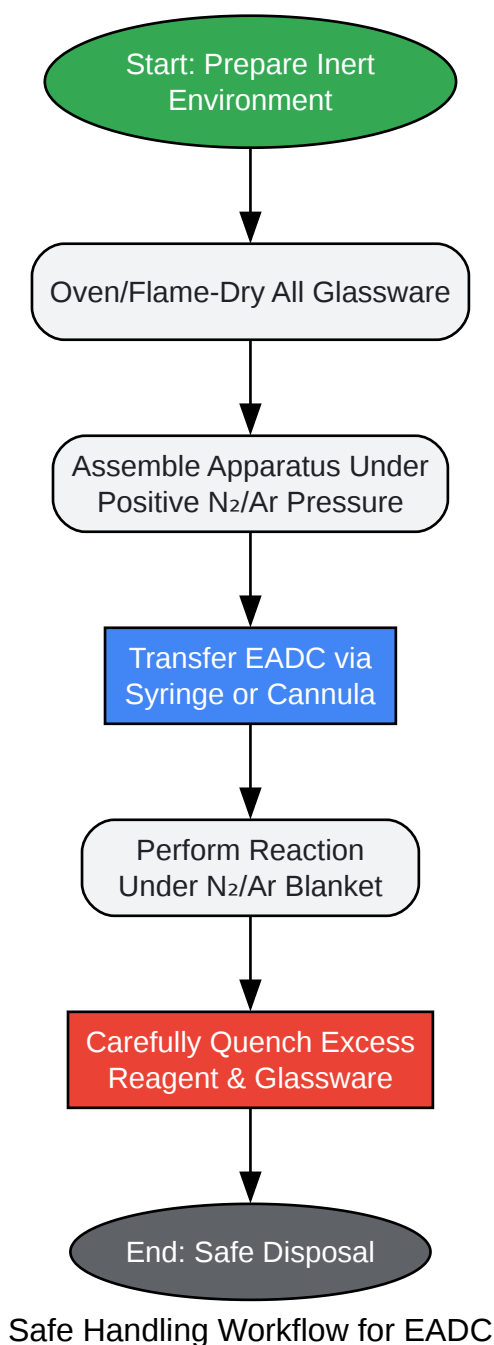 Start: Prepare Inert
Environment
Oven/Flame-Dry All Glassware
Assemble Apparatus Under
Positive N₂/Ar Pressure
Transfer EADC via
Syringe or Cannula
Perform Reaction
Under N₂/Ar Blanket
Carefully Quench Excess
Reagent & Glassware
End: Safe Disposal
Safe Handling Workflow for EADC